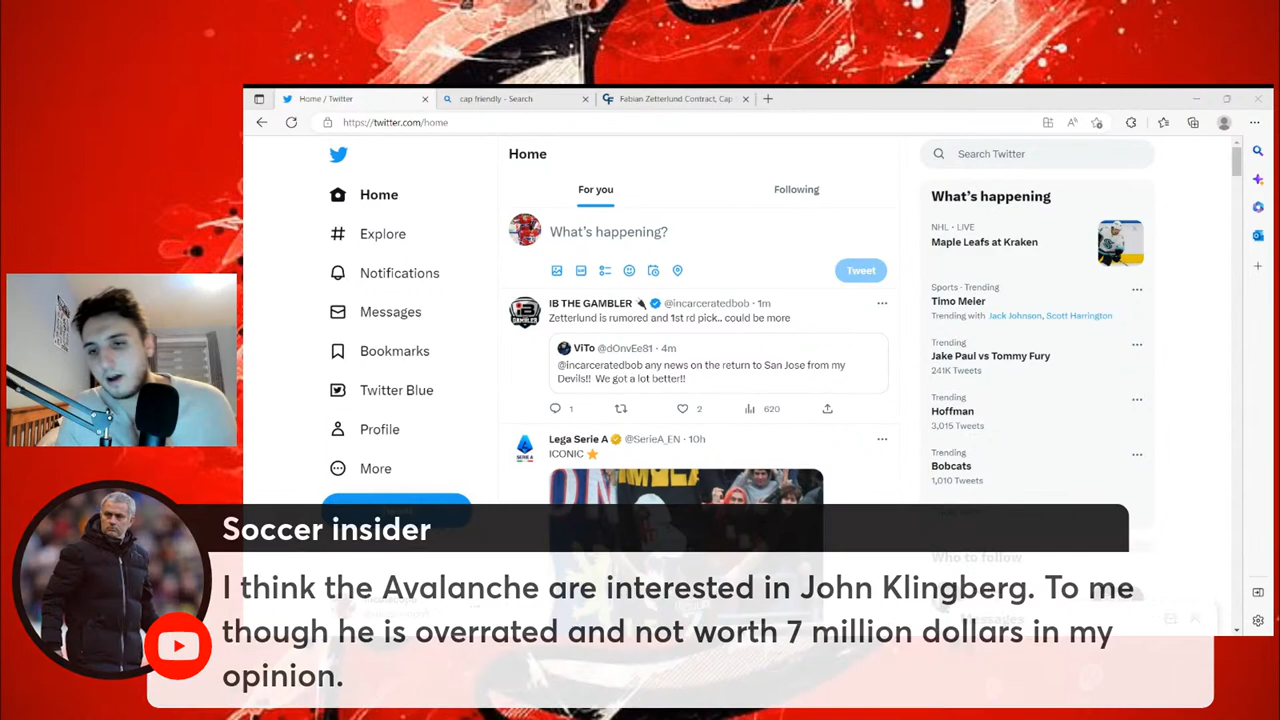 Home / Twitter
cap friendly - Search
Fabian Zetterlund Contract, Cap
https://twitter.com/home
Home
Explore
Notifications
Messages
Bookmarks
Twitter Blue
Profile
More
Home
For you
Following
What's happening?
Tweet
IB THE GAMBLER @incarceratedbob · 1m
Zetterlund is rumored and 1st rd pick.. could be more
ViTo @dOnvEe81 · 4m
@incarceratedbob any news on the return to San Jose from my
Devils!! We got a lot better!!
1
2
620
Lega Serie A @SerieA_EN · 10h
ICONIC
Search Twitter
What's happening
NHL · LIVE
Maple Leafs at Kraken
Sports · Trending
Timo Meier
Trending with Jack Johnson, Scott Harrington
Trending
Jake Paul vs Tommy Fury
241K Tweets
Trending
Hoffman
3,015 Tweets
Trending
Bobcats
1,010 Tweets
Who to follow
Messages
Soccer insider
I think the Avalanche are interested in John Klingberg. To me
though he is overrated and not worth 7 million dollars in my
opinion.